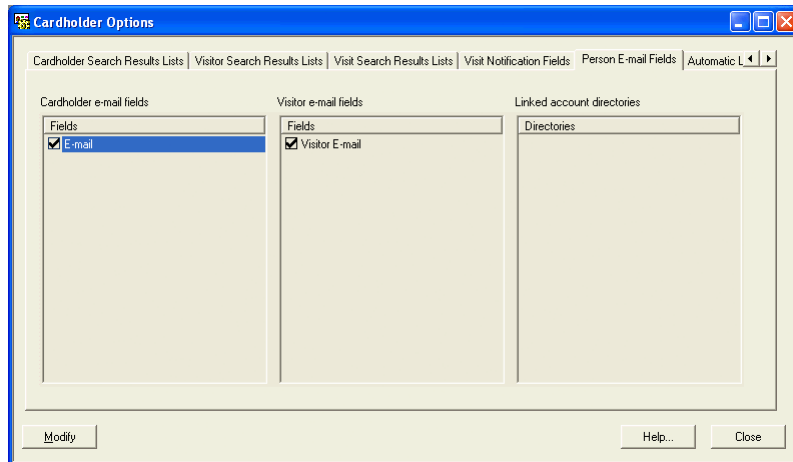 Cardholder Options
Cardholder Search Results Lists Visitor Search Results Lists Visit Search Results Lists Visit Notification Fields Person E-mail Fields Automatic L
Cardholder e-mail fields Visitor e-mail fields Linked account directories
Fields Fields Directories
E-mail Visitor E-mail
Modify Help... Close